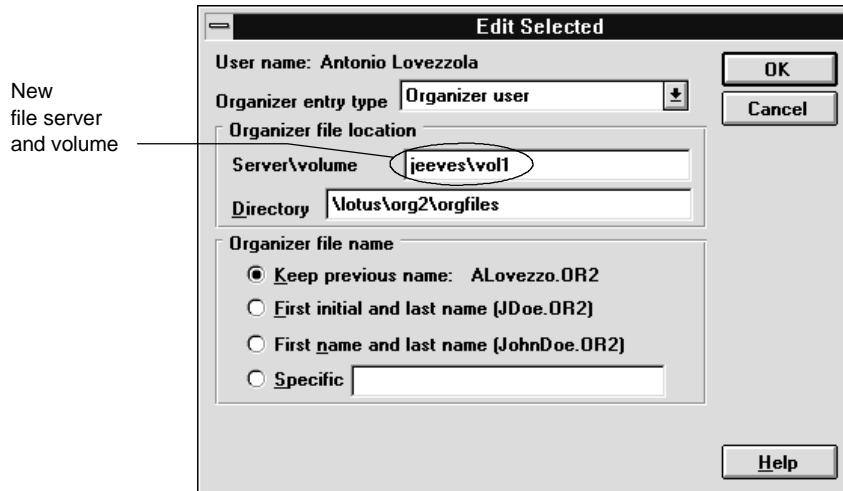 Edit Selected
User name: Antonio Lovezzola
OK
Organizer entry type Organizer user
Cancel
New
file server
and volume
Organizer file location
Server\volume jeeves\vol1
Directory \lotus\org2\orgfiles
Organizer file name
Keep previous name: ALovezzo.OR2
First initial and last name (JDoe.OR2)
First name and last name (JohnDoe.OR2)
Specific
Help